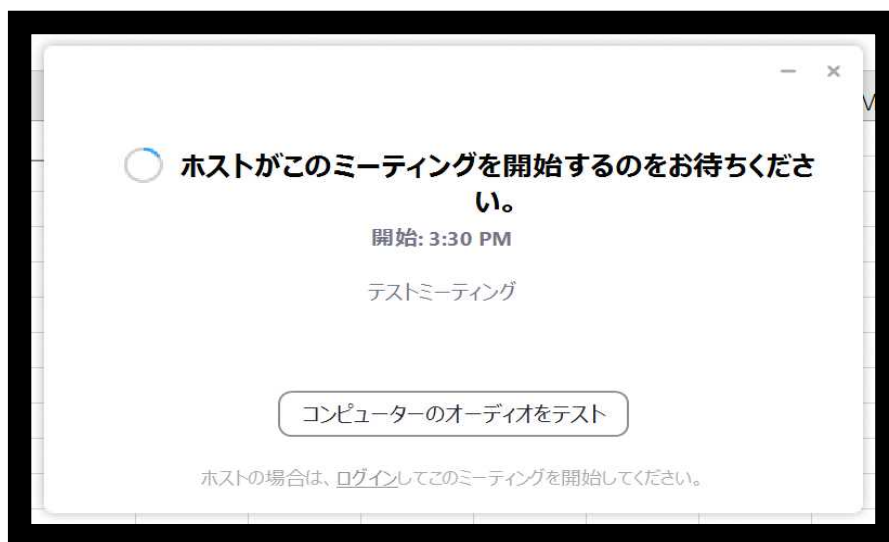 ホストがこのミーティングを開始するのをお待ちくださ
い。
開始: 3:30 PM
テストミーティング
コンピューターのオーディオをテスト
ホストの場合は、ログインしてこのミーティングを開始してください。